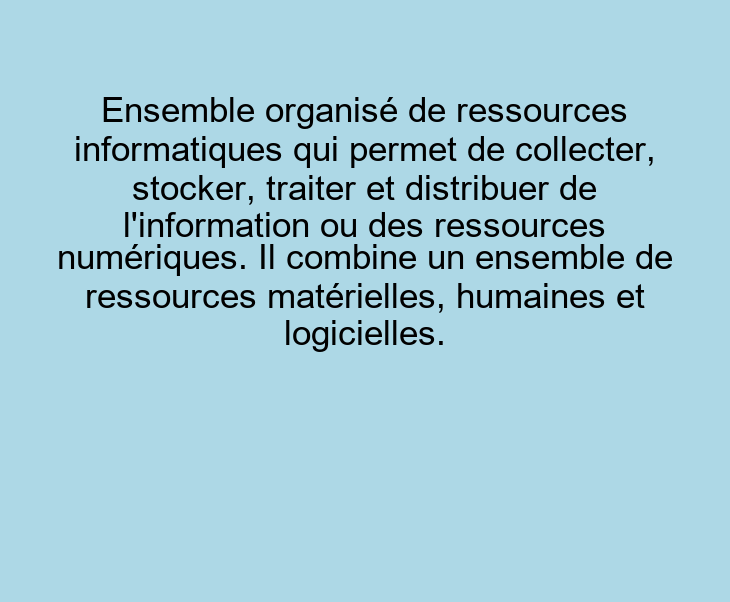 Ensemble organisé de ressources
informatiques qui permet de collecter,
stocker, traiter et distribuer de
l'information ou des ressources
numériques. Il combine un ensemble de
ressources matérielles, humaines et
logicielles.